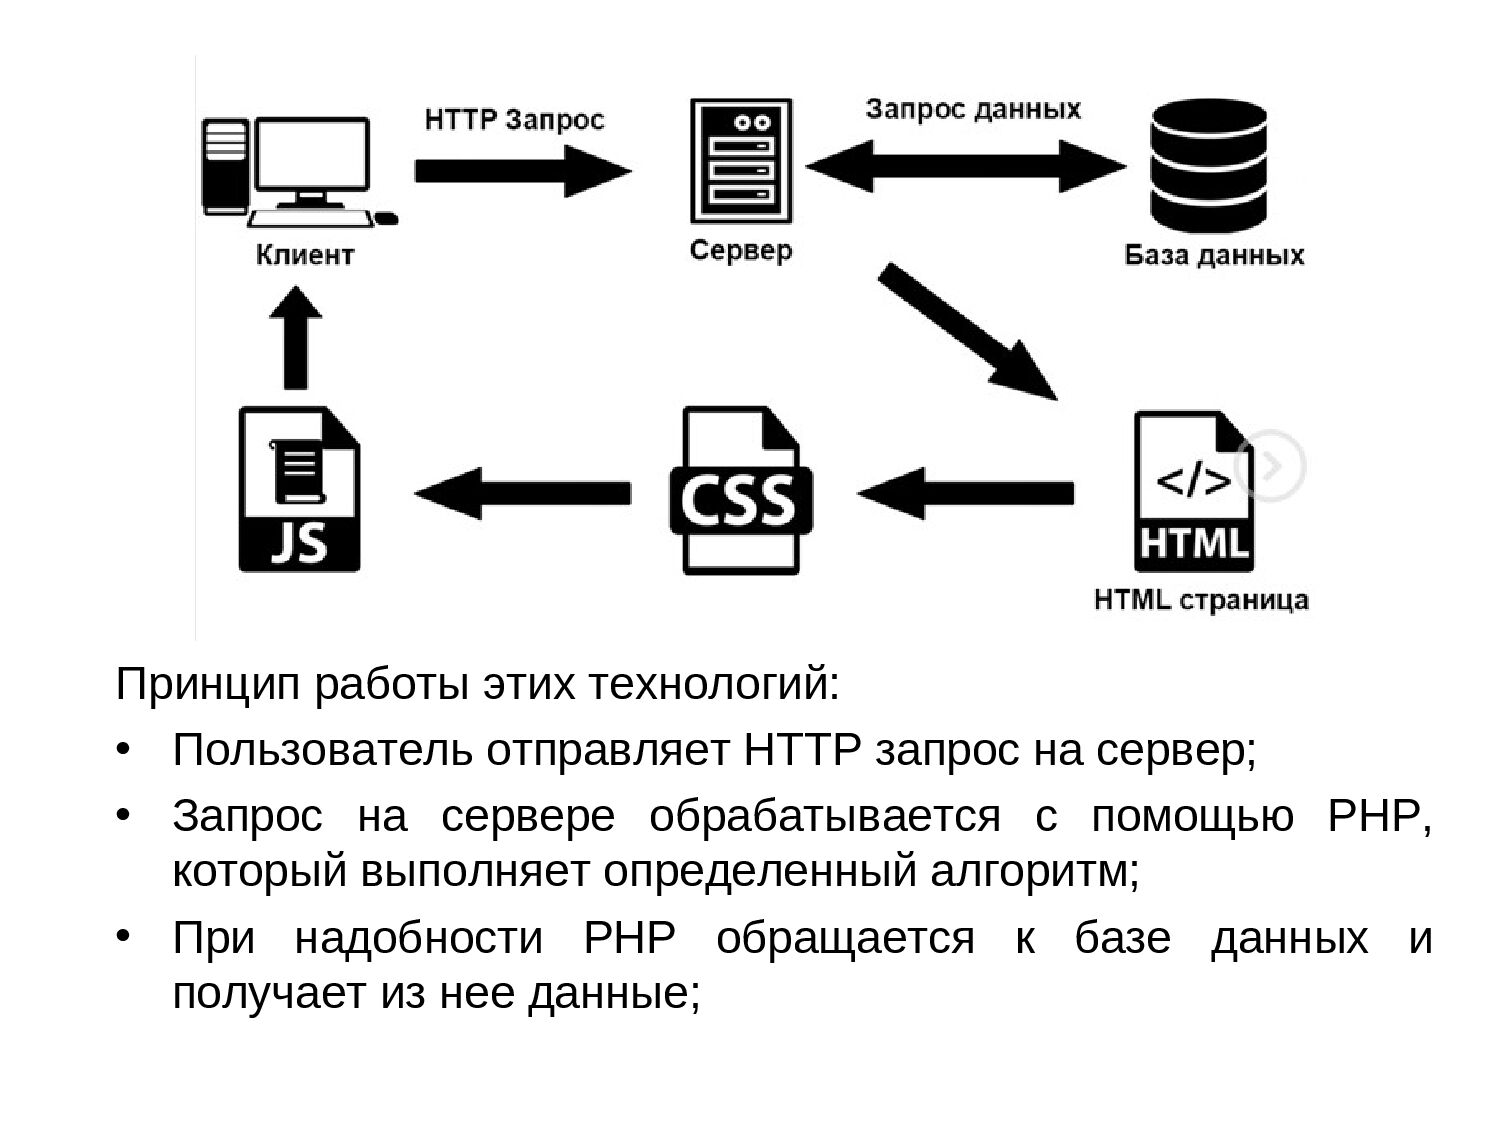 HTTP Запрос
Запрос данных
Клиент
Сервер
База данных
JS
CSS
</>
HTML
HTML страница
Принцип работы этих технологий:
• Пользователь отправляет HTTP запрос на сервер;
• Запрос на сервере обрабатывается с помощью PHP,
который выполняет определенный алгоритм;
• При надобности PHP обращается к базе данных и
получает из нее данные;